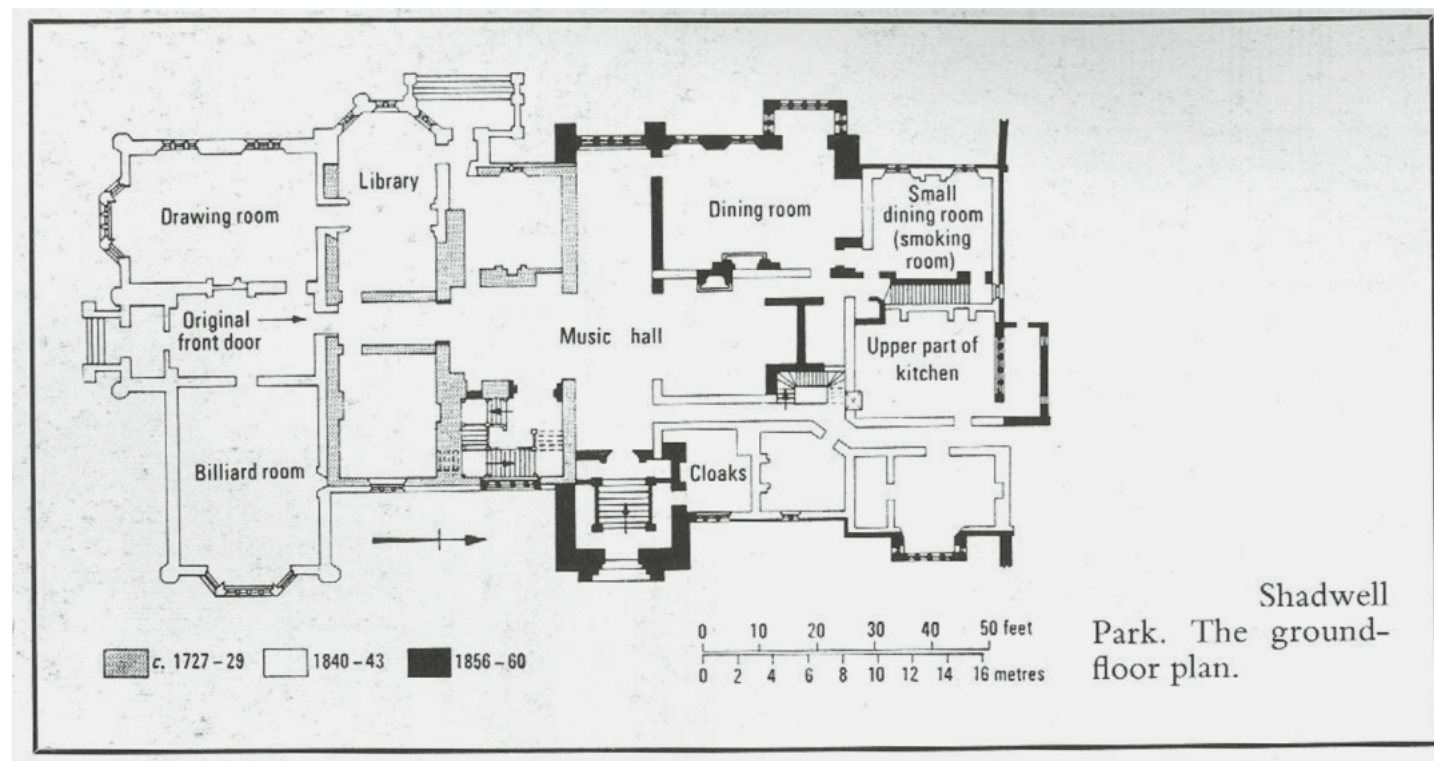 Library
Drawing room
Dining room
Small
dining room
(smoking
room)
Original
front door
Music hall
Upper part of
kitchen
Billiard room
Cloaks
c. 1727-29
1840-43
1856-60
0 10 20 30 40 50 feet
0 2 4 6 8 10 12 14 16 metres
Shadwell
Park. The ground-
floor plan.